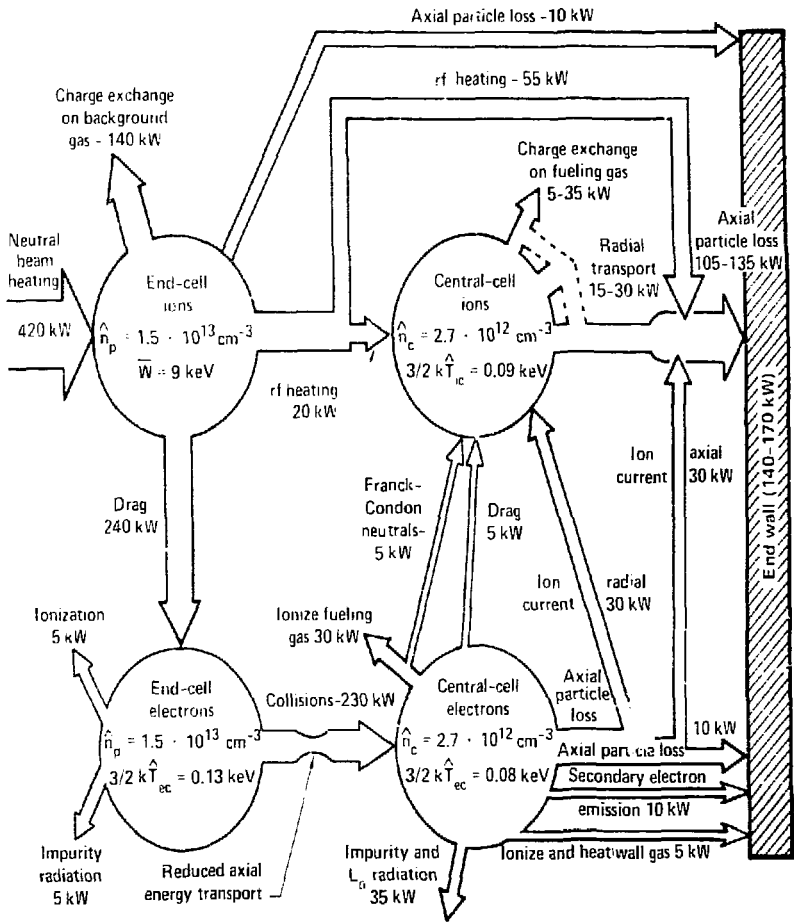 Axial particle loss - 10 kW
rf heating - 55 kW
Charge exchange
on background
gas - 140 kW
Charge exchange
on fueling gas
5-35 kW
Neutral
beam
heating
420 kW
End-cell
ions
n̂p = 1.5 · 10^13 cm^-3
W̄ = 9 keV
rf heating
20 kW
Central-cell
ions
n̂c = 2.7 · 10^12 cm^-3
3/2 kT̂ic = 0.09 keV
Radial
transport
15-30 kW
Axial
particle loss
105-135 kW
End wall (140-170 kW)
Drag
240 kW
Franck-
Condon
neutrals-
5 kW
Drag
5 kW
Ion
current
radial
30 kW
Ion
current
axial
30 kW
Ionization
5 kW
Ionize fueling
gas 30 kW
End-cell
electrons
n̂p = 1.5 · 10^13 cm^-3
3/2 kT̂ec = 0.13 keV
Collisions-230 kW
Central-cell
electrons
n̂c = 2.7 · 10^12 cm^-3
3/2 kT̂ec = 0.08 keV
Axial
particle
loss
10 kW
Axial particle loss
Secondary electron
emission 10 kW
Ionize and heat wall gas 5 kW
Impurity
radiation
5 kW
Reduced axial
energy transport
Impurity and
radiation
35 kW